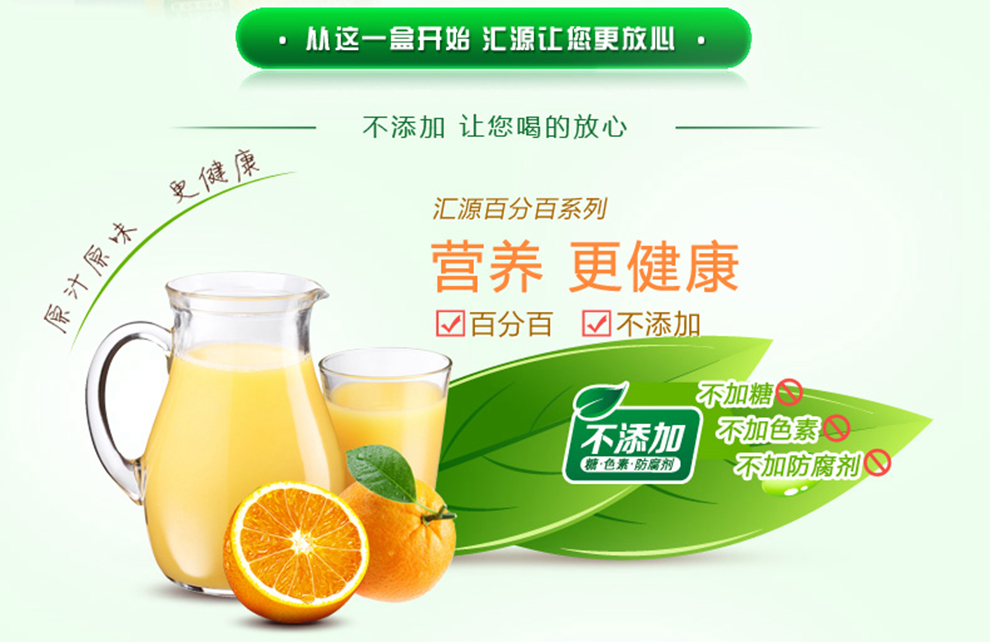 · 从这一盒开始 汇源让您更放心 ·
不添加 让您喝的放心
原汁原味 更健康
汇源百分百系列
营养 更健康
百分百 不添加
不添加
糖·色素·防腐剂
不加糖
不加色素
不加防腐剂